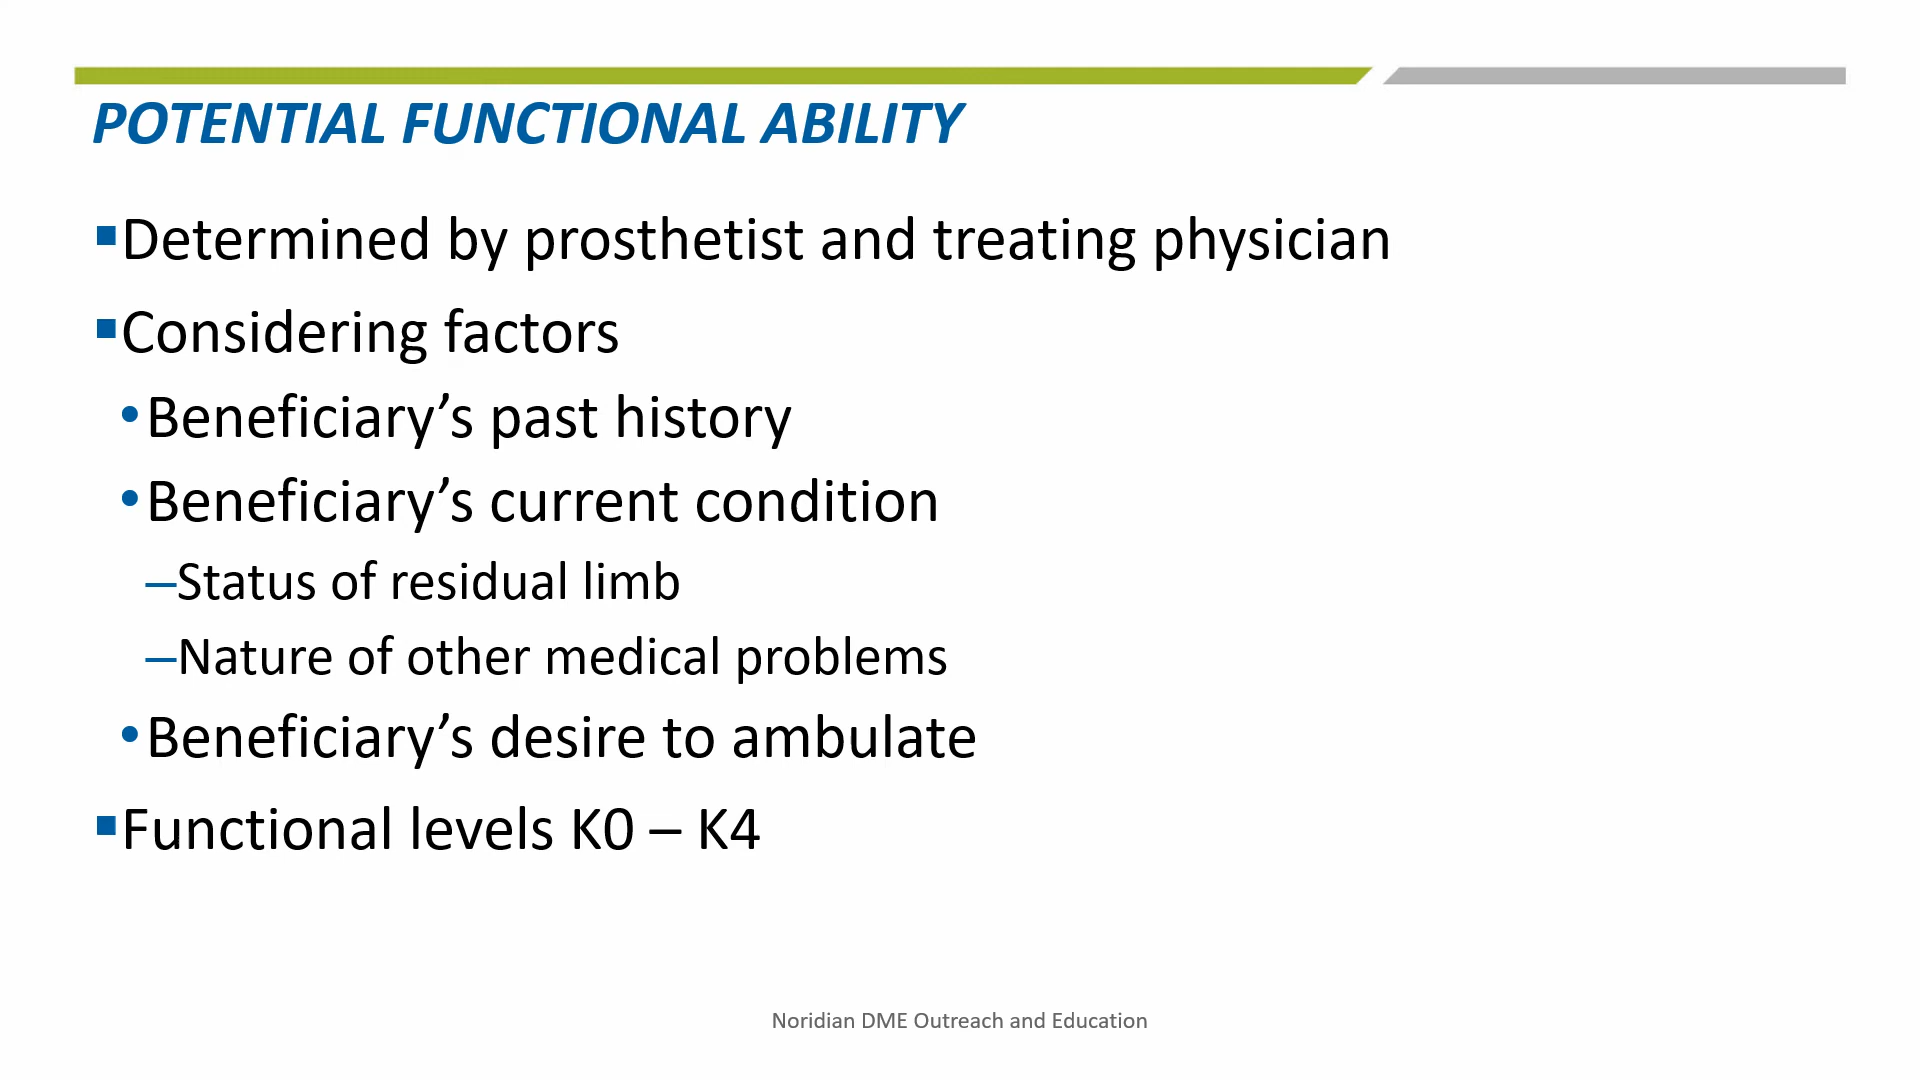 POTENTIAL FUNCTIONAL ABILITY
▪Determined by prosthetist and treating physician
▪Considering factors
•Beneficiary’s past history
•Beneficiary’s current condition
–Status of residual limb
–Nature of other medical problems
•Beneficiary’s desire to ambulate
▪Functional levels K0 – K4
Noridian DME Outreach and Education